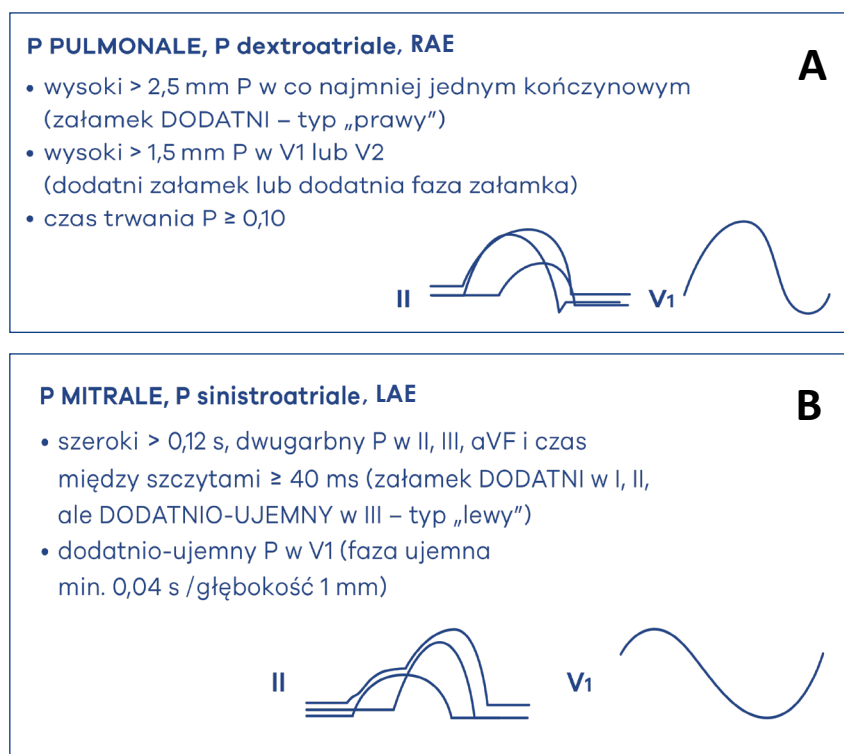 P PULMONALE, P dextroatriale, RAE
A
• wysoki > 2,5 mm P w co najmniej jednym kończynowym
(załamek DODATNI – typ „prawy”)
• wysoki > 1,5 mm P w V1 lub V2
(dodatni załamek lub dodatnia faza załamka)
• czas trwania P ≥ 0,10
II
V1
P MITRALE, P sinistroatriale, LAE
B
• szeroki > 0,12 s, dwugarbny P w II, III, aVF i czas
między szczytami ≥ 40 ms (załamek DODATNI w I, II,
ale DODATNIO-UJEMNY w III – typ „lewy”)
• dodatnio-ujemny P w V1 (faza ujemna
min. 0,04 s /głębokość 1 mm)
II
V1